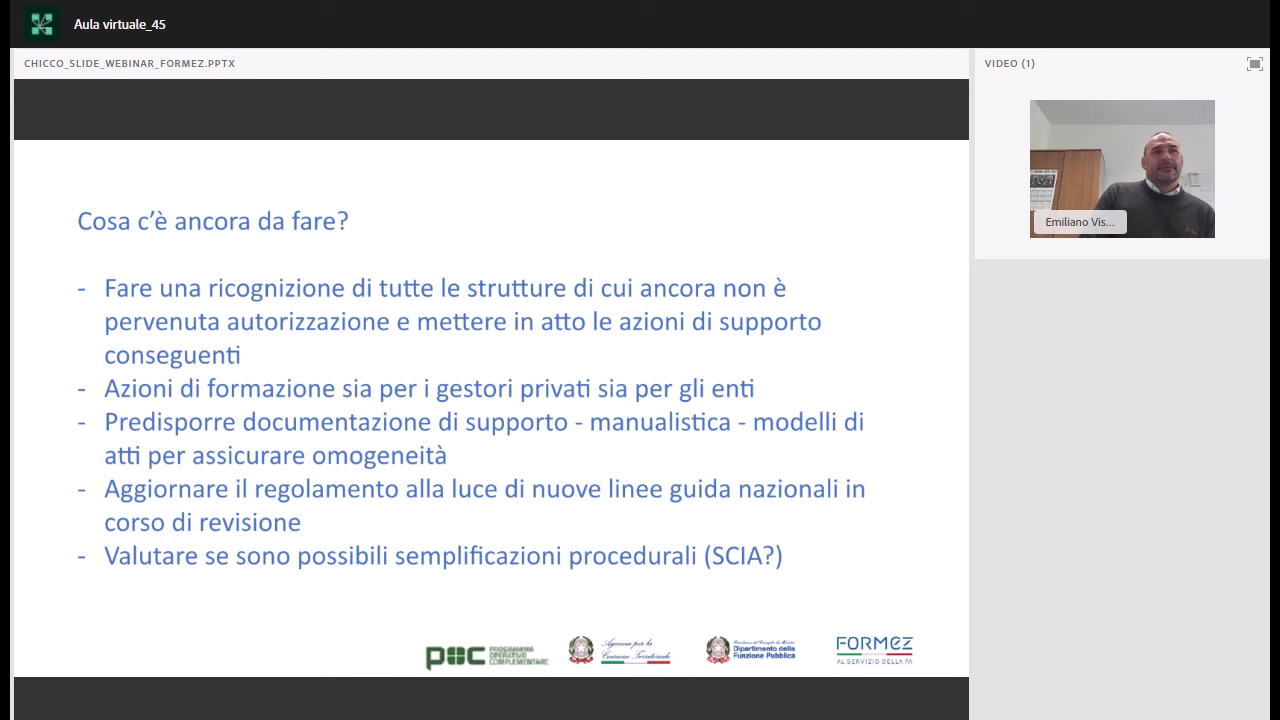 Aula virtuale_45
CHICCO_SLIDE_WEBINAR_FORMEZ.PPTX
VIDEO (1)
Emiliano Vis...
Cosa c’è ancora da fare?
- Fare una ricognizione di tutte le strutture di cui ancora non è
pervenuta autorizzazione e mettere in atto le azioni di supporto
conseguenti
- Azioni di formazione sia per i gestori privati sia per gli enti
- Predisporre documentazione di supporto - manualistica - modelli di
atti per assicurare omogeneità
- Aggiornare il regolamento alla luce di nuove linee guida nazionali in
corso di revisione
- Valutare se sono possibili semplificazioni procedurali (SCIA?)
POC PROGRAMMA
OPERATIVO
COMPLEMENTARE
Agenzia per la
Coesione Territoriale
Presidenza del Consiglio dei Ministri
Dipartimento della
Funzione Pubblica
FORMEZ
AL SERVIZIO DELLA PA